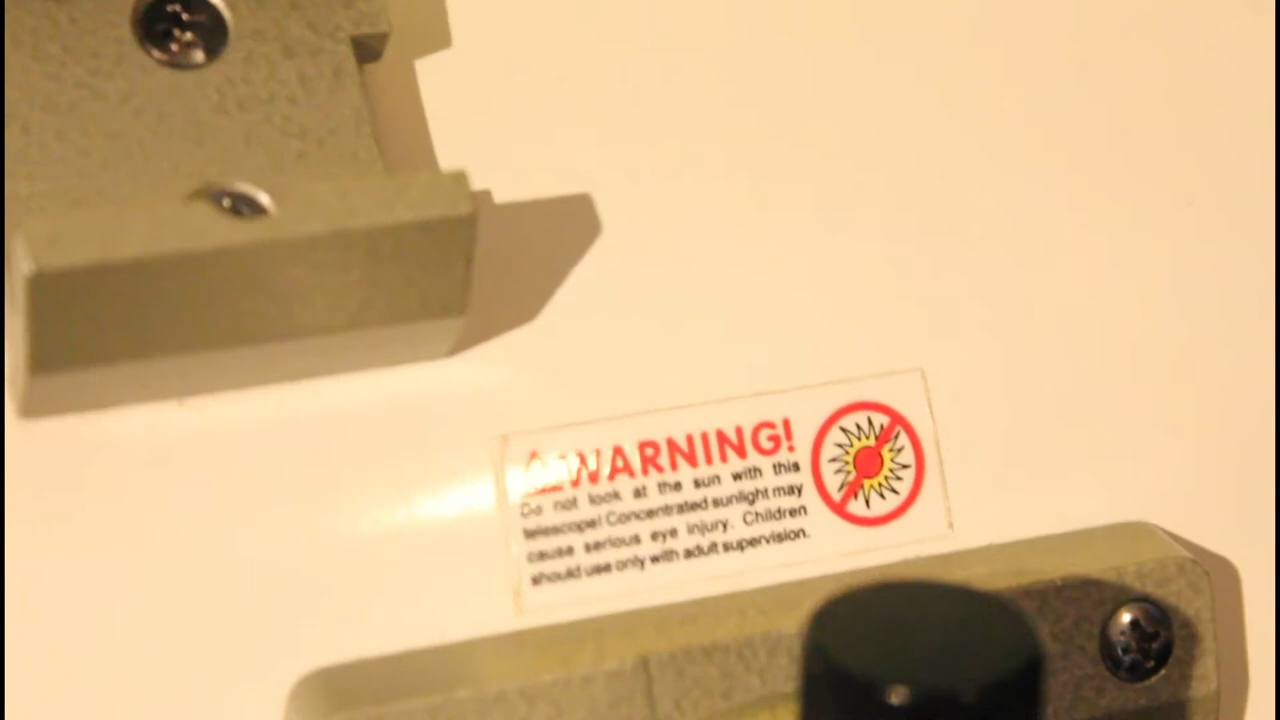 WARNING!
Do not look at the sun with this
telescope! Concentrated sunlight may
cause serious eye injury. Children
should use only with adult supervision.